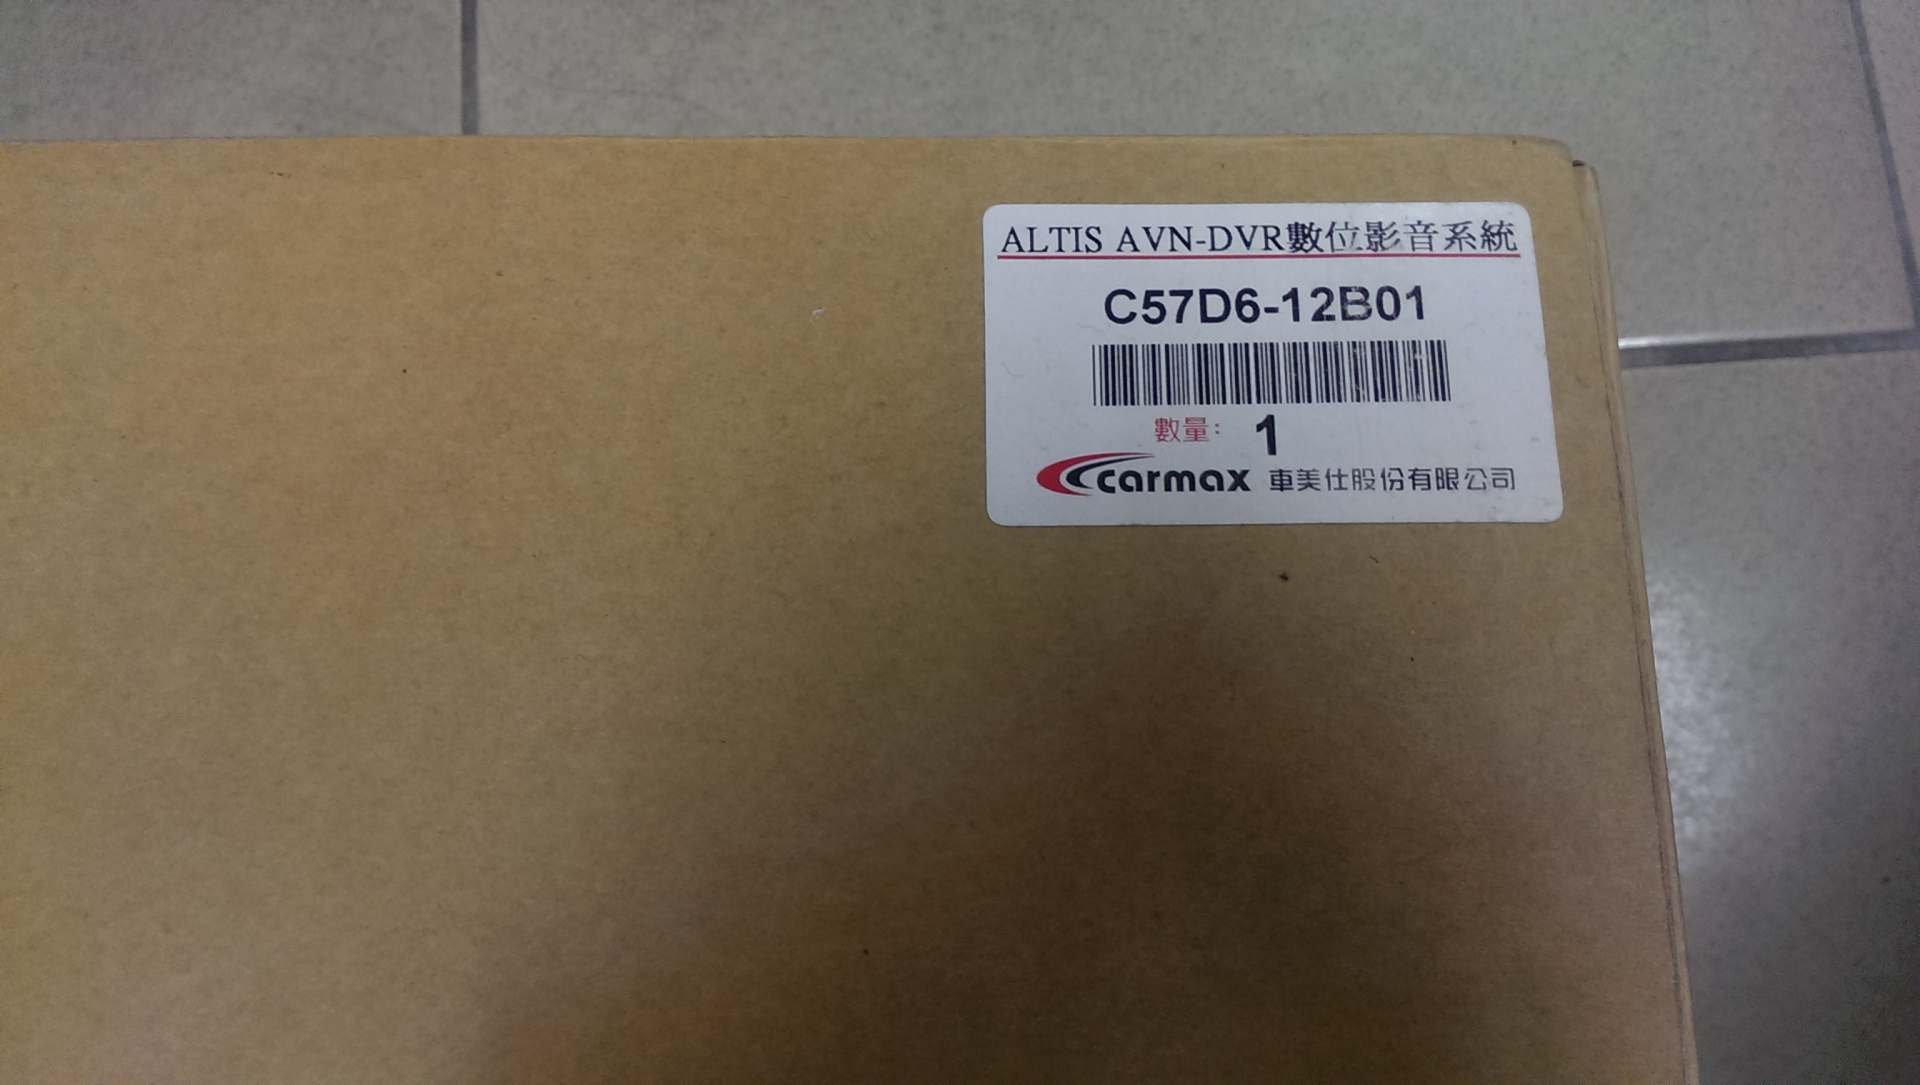 ALTIS AVN-DVR數位影音系統
C57D6-12B01
數量: 1
carmax 車美仕股份有限公司